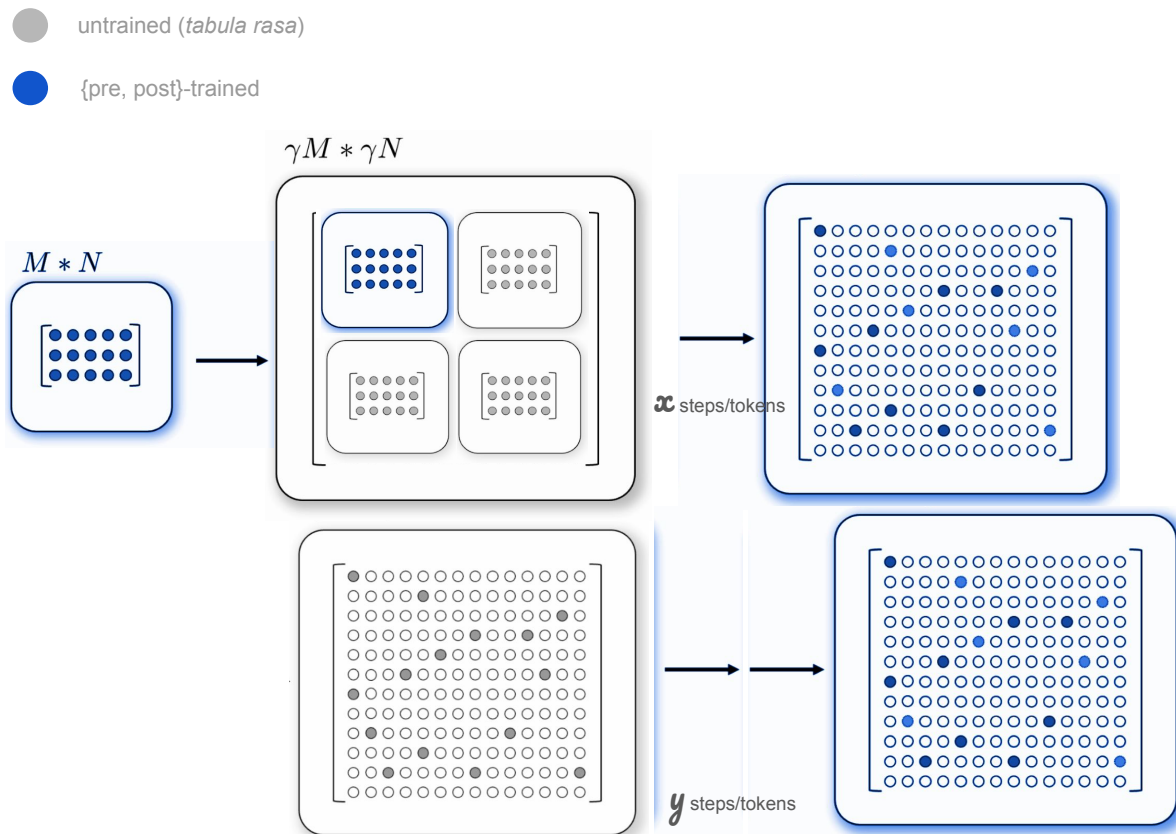 untrained (tabula rasa)
{pre, post}-trained
γM ∗ γN
M ∗ N
x steps/tokens
y steps/tokens